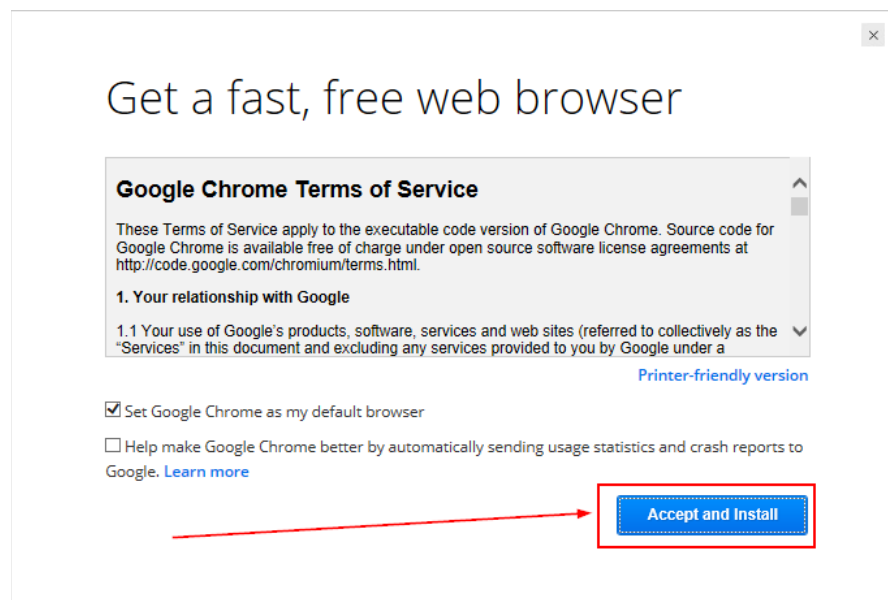 Get a fast, free web browser
Google Chrome Terms of Service
These Terms of Service apply to the executable code version of Google Chrome. Source code for
Google Chrome is available free of charge under open source software license agreements at
http://code.google.com/chromium/terms.html.
1. Your relationship with Google
1.1 Your use of Google's products, software, services and web sites (referred to collectively as the
“Services” in this document and excluding any services provided to you by Google under a
Printer-friendly version
Set Google Chrome as my default browser
Help make Google Chrome better by automatically sending usage statistics and crash reports to
Google. Learn more
Accept and Install